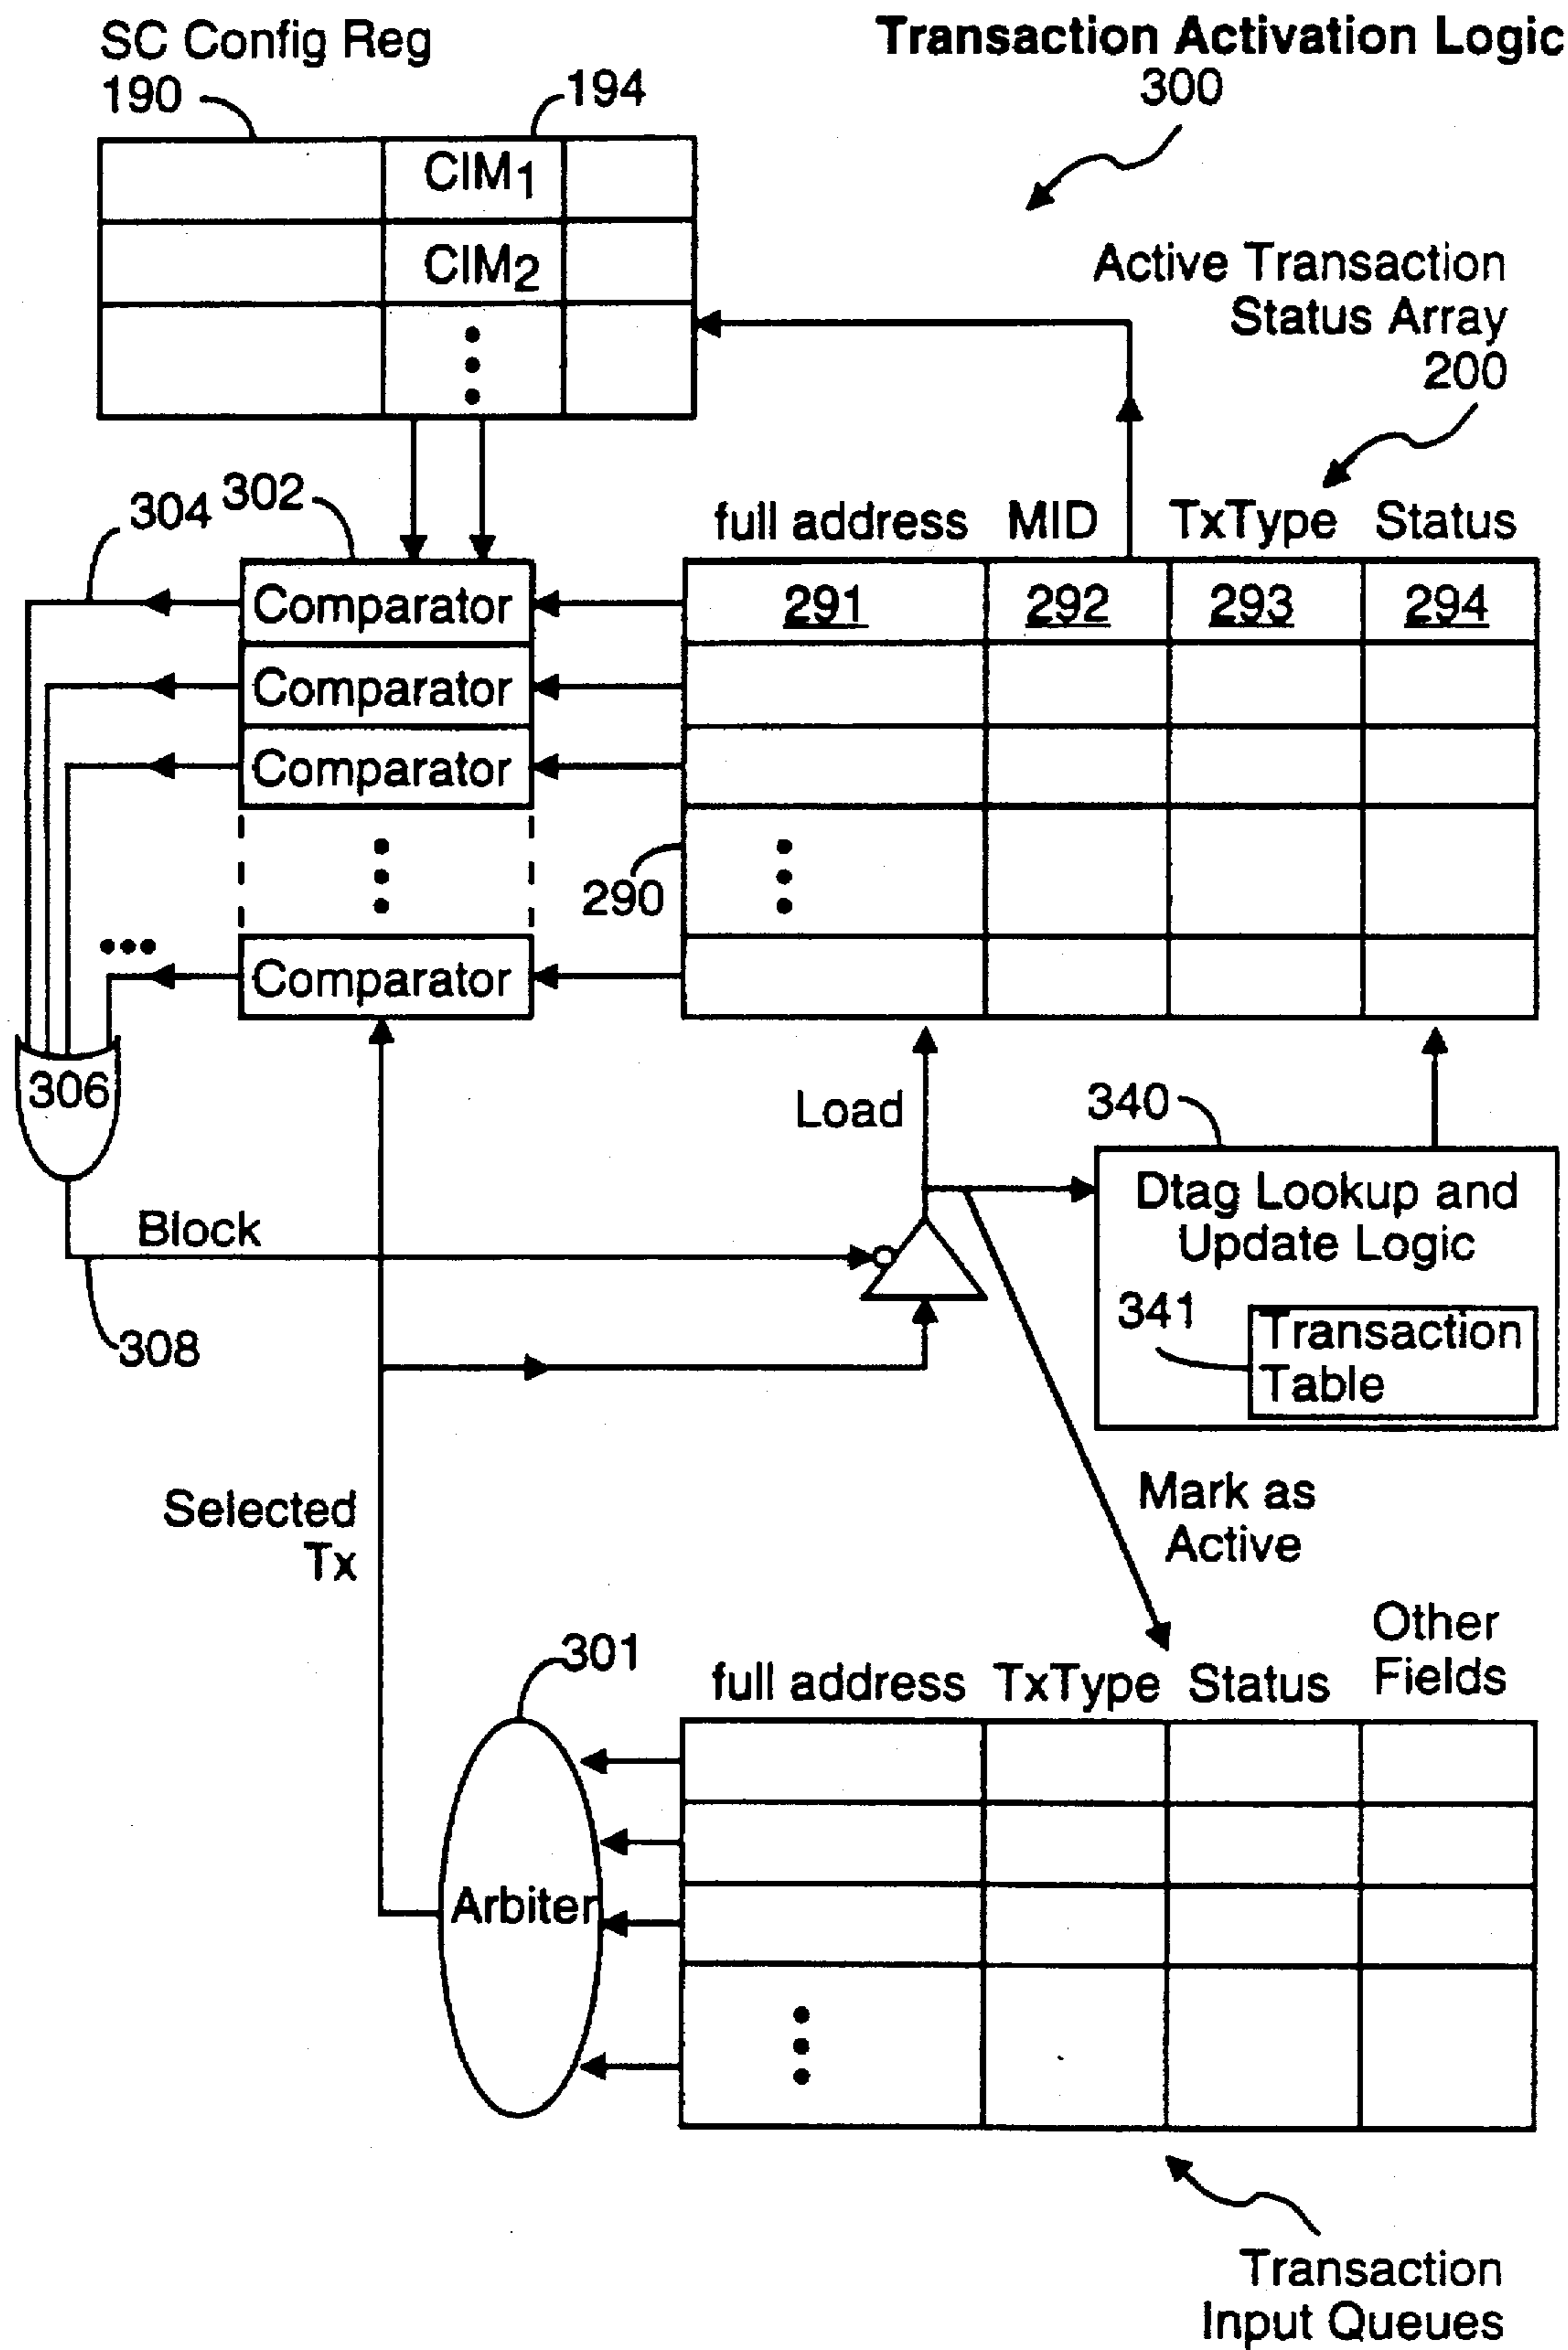 SC Config Reg
190
194
Transaction Activation Logic
300
CIM1
CIM2
Active Transaction
Status Array
200
304
302
full address MID TxType Status
Comparator
291 292 293 294
Comparator
Comparator
290
Comparator
306
Load
340
Dtag Lookup and
Update Logic
Block
341
Transaction
Table
308
Selected
Tx
Mark as
Active
301
full address TxType Status Other
Fields
Arbiter
Transaction
Input Queues